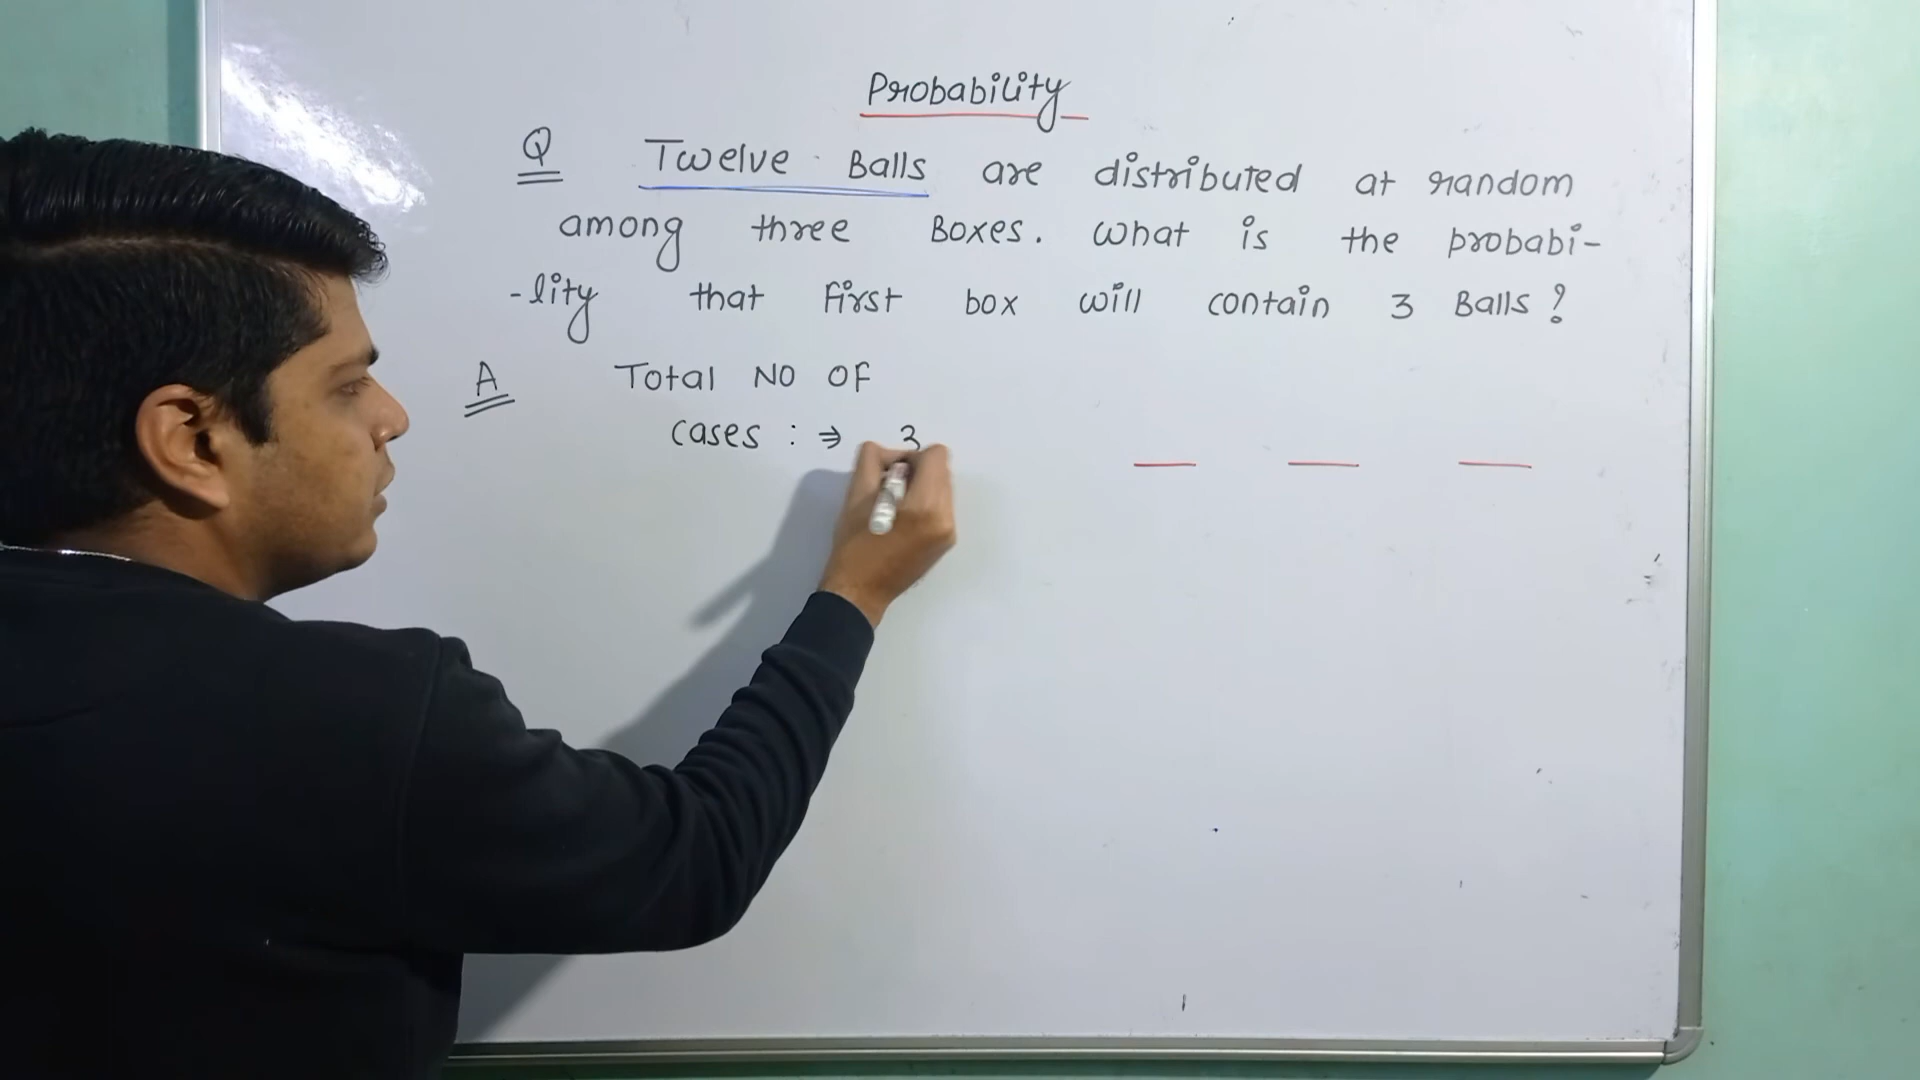 Probability
Q Twelve Balls are distributed at random
among three Boxes. What is the probabi-
-lity that First box will contain 3 Balls?
A Total NO OF
cases : ⇒ 3